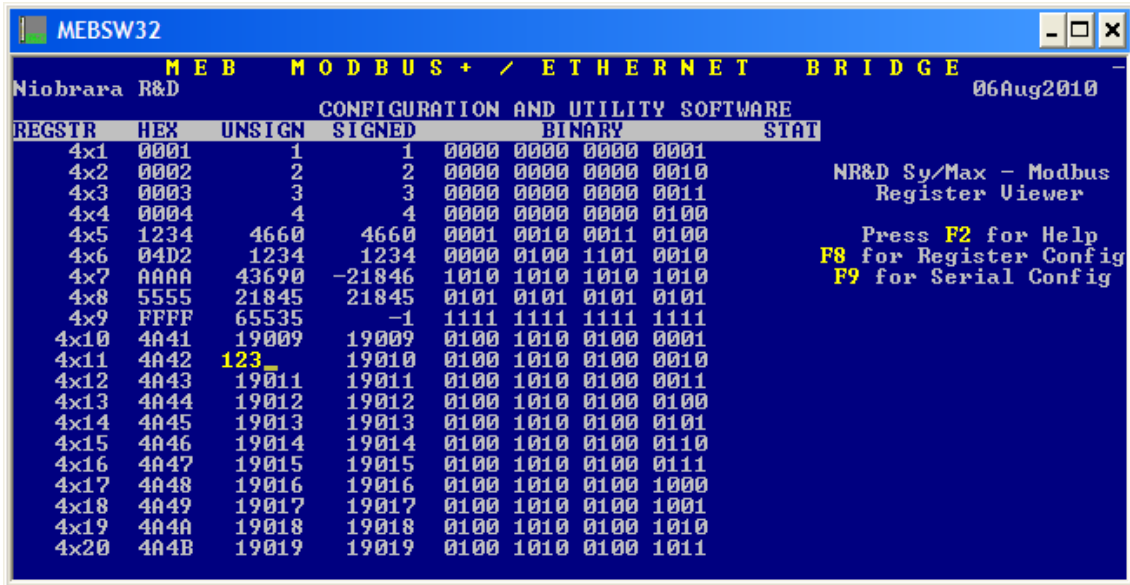 MEBSW32
M E B M O D B U S + / E T H E R N E T B R I D G E
Niobrara R&D 06Aug2010
CONFIGURATION AND UTILITY SOFTWARE
REGSTR HEX UNSIGN SIGNED BINARY STAT
4x1 0001 1 1 0000 0000 0000 0001
4x2 0002 2 2 0000 0000 0000 0010 NR&D Sy/Max - Modbus
4x3 0003 3 3 0000 0000 0000 0011 Register Viewer
4x4 0004 4 4 0000 0000 0000 0100
4x5 1234 4660 4660 0001 0010 0011 0100 Press F2 for Help
4x6 04D2 1234 1234 0000 0100 1101 0010 F8 for Register Config
4x7 AAAA 43690 -21846 1010 1010 1010 1010 F9 for Serial Config
4x8 5555 21845 21845 0101 0101 0101 0101
4x9 FFFF 65535 -1 1111 1111 1111 1111
4x10 4A41 19009 19009 0100 1010 0100 0001
4x11 4A42 123_ 19010 0100 1010 0100 0010
4x12 4A43 19011 19011 0100 1010 0100 0011
4x13 4A44 19012 19012 0100 1010 0100 0100
4x14 4A45 19013 19013 0100 1010 0100 0101
4x15 4A46 19014 19014 0100 1010 0100 0110
4x16 4A47 19015 19015 0100 1010 0100 0111
4x17 4A48 19016 19016 0100 1010 0100 1000
4x18 4A49 19017 19017 0100 1010 0100 1001
4x19 4A4A 19018 19018 0100 1010 0100 1010
4x20 4A4B 19019 19019 0100 1010 0100 1011